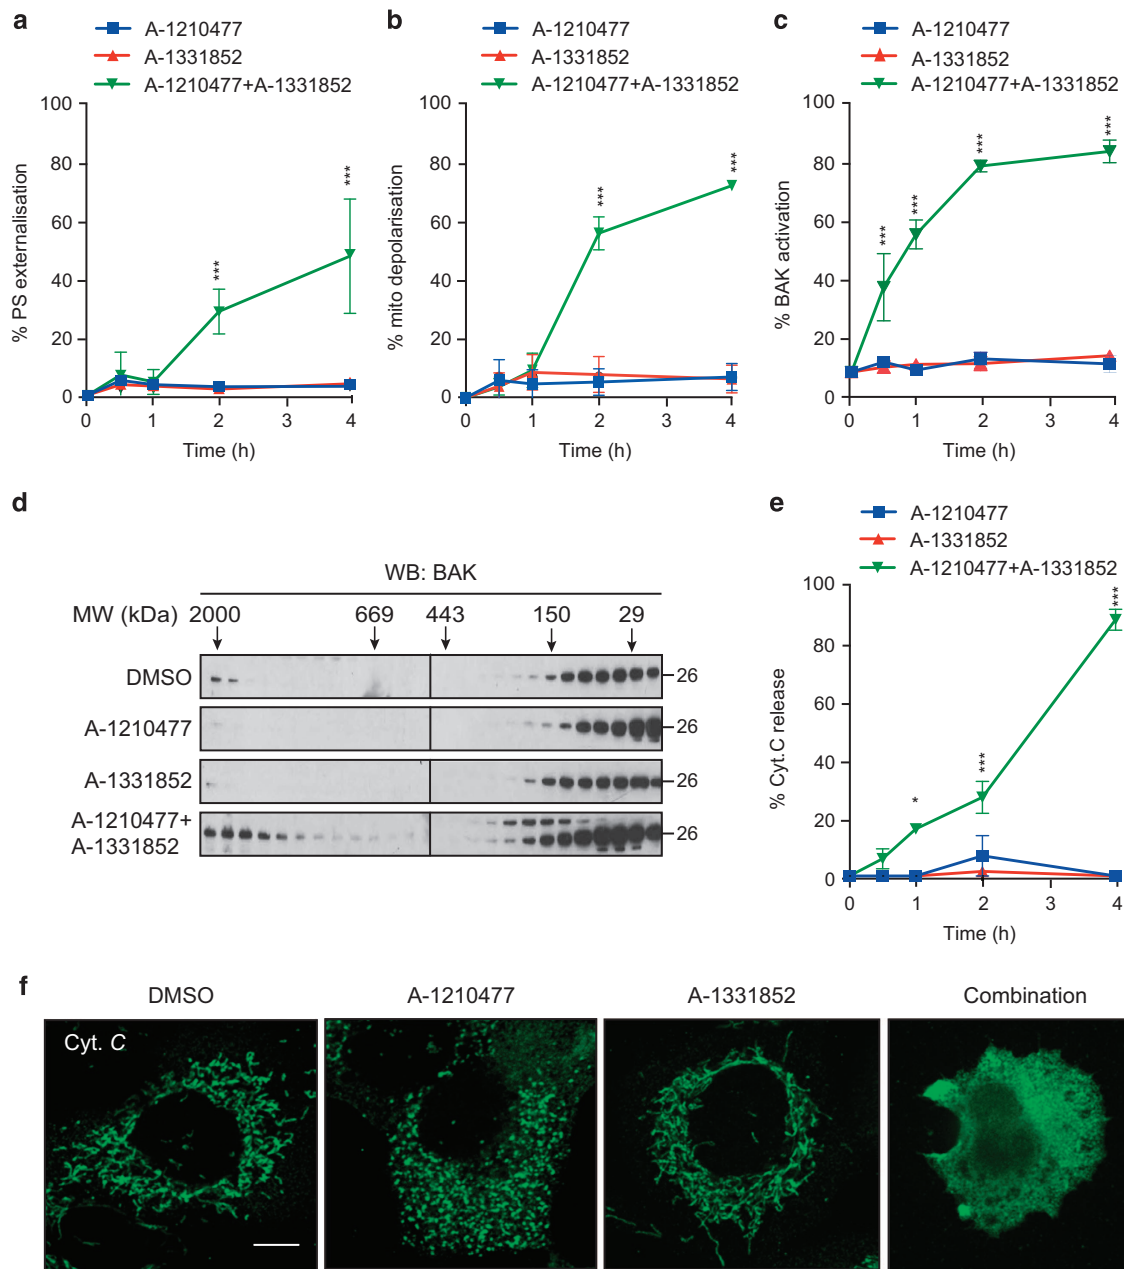 a
A-1210477
A-1331852
A-1210477+A-1331852
% PS externalisation
100
80
60
40
20
0
***
***
0 1 2 3 4
Time (h)
b
A-1210477
A-1331852
A-1210477+A-1331852
% mito depolarisation
100
80
60
40
20
0
***
***
0 1 2 3 4
Time (h)
c
A-1210477
A-1331852
A-1210477+A-1331852
% BAK activation
100
80
60
40
20
0
***
***
***
***
0 1 2 3 4
Time (h)
d
WB: BAK
MW (kDa) 2000 669 443 150 29
DMSO 26
A-1210477 26
A-1331852 26
A-1210477+
A-1331852 26
e
A-1210477
A-1331852
A-1210477+A-1331852
% Cyt.C release
100
80
60
40
20
0
*
***
***
0 1 2 3 4
Time (h)
f
DMSO A-1210477 A-1331852 Combination
Cyt. C